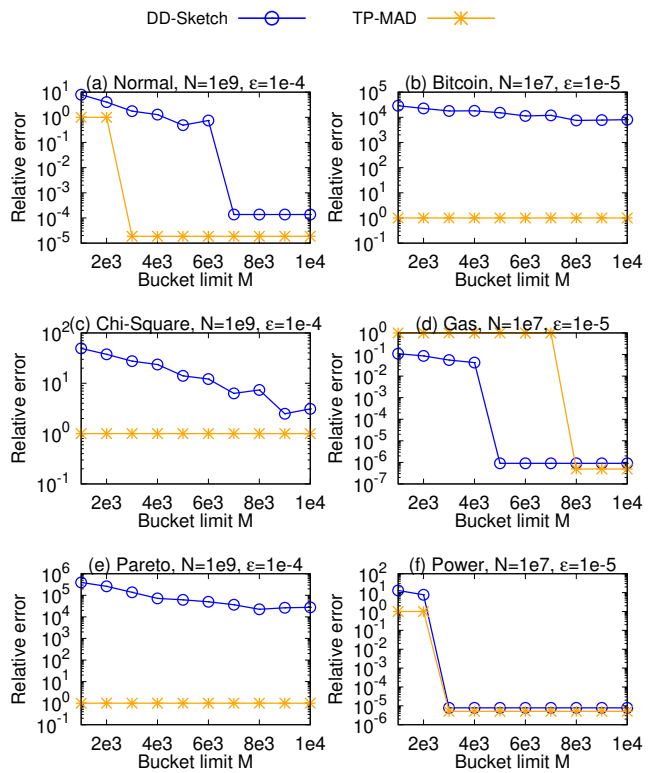 DD-Sketch TP-MAD
(a) Normal, N=1e9, ε=1e-4
10^1
10^0
10^-1
10^-2
10^-3
10^-4
10^-5
Relative error
2e3 4e3 6e3 8e3 1e4
Bucket limit M
(b) Bitcoin, N=1e7, ε=1e-5
10^5
10^4
10^3
10^2
10^1
10^0
10^-1
Relative error
2e3 4e3 6e3 8e3 1e4
Bucket limit M
(c) Chi-Square, N=1e9, ε=1e-4
10^2
10^1
10^0
10^-1
Relative error
2e3 4e3 6e3 8e3 1e4
Bucket limit M
(d) Gas, N=1e7, ε=1e-5
10^0
10^-1
10^-2
10^-3
10^-4
10^-5
10^-6
10^-7
Relative error
2e3 4e3 6e3 8e3 1e4
Bucket limit M
(e) Pareto, N=1e9, ε=1e-4
10^6
10^5
10^4
10^3
10^2
10^1
10^0
10^-1
Relative error
2e3 4e3 6e3 8e3 1e4
Bucket limit M
(f) Power, N=1e7, ε=1e-5
10^2
10^1
10^0
10^-1
10^-2
10^-3
10^-4
10^-5
10^-6
Relative error
2e3 4e3 6e3 8e3 1e4
Bucket limit M